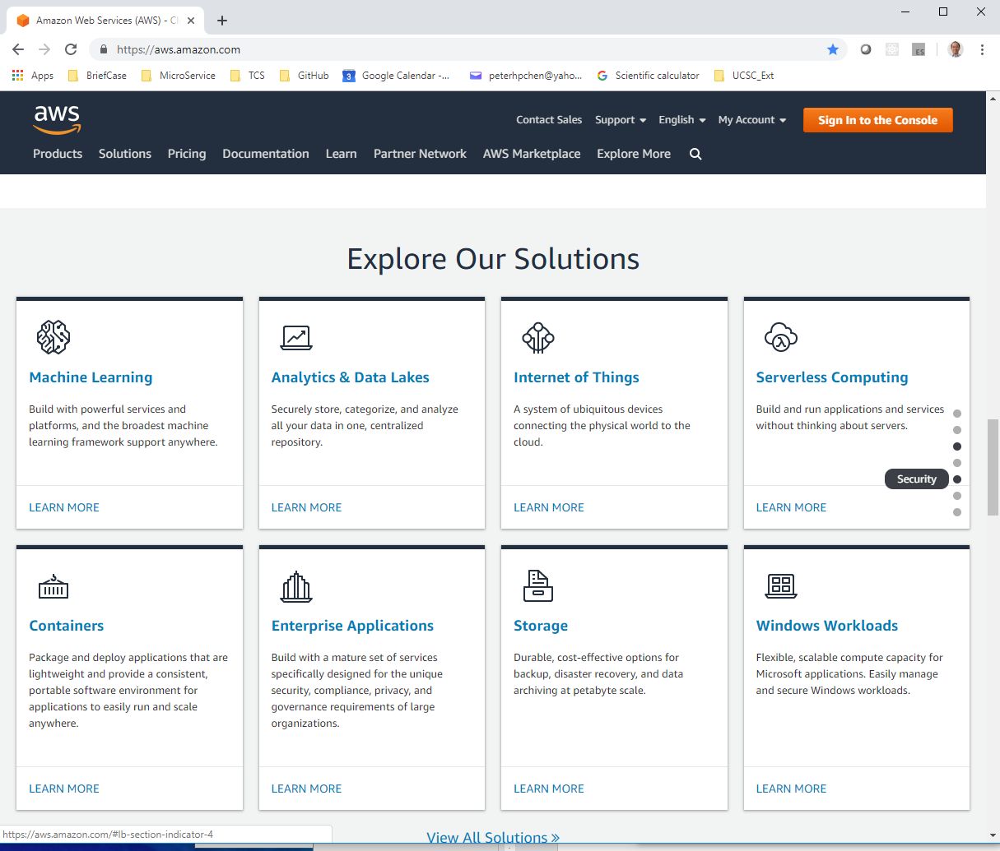 Amazon Web Services (AWS) - Cl
https://aws.amazon.com
ES
Apps BriefCase MicroService TCS GitHub 3 Google Calendar -... peterhpchen@yaho... Scientific calculator UCSC_Ext
aws
Contact Sales Support English My Account Sign In to the Console
Products Solutions Pricing Documentation Learn Partner Network AWS Marketplace Explore More
Explore Our Solutions
Machine Learning
Build with powerful services and
platforms, and the broadest machine
learning framework support anywhere.
LEARN MORE
Analytics & Data Lakes
Securely store, categorize, and analyze
all your data in one, centralized
repository.
LEARN MORE
Internet of Things
A system of ubiquitous devices
connecting the physical world to the
cloud.
LEARN MORE
λ
Serverless Computing
Build and run applications and services
without thinking about servers.
Security
LEARN MORE
Containers
Package and deploy applications that are
lightweight and provide a consistent,
portable software environment for
applications to easily run and scale
anywhere.
LEARN MORE
Enterprise Applications
Build with a mature set of services
specifically designed for the unique
security, compliance, privacy, and
governance requirements of large
organizations.
LEARN MORE
Storage
Durable, cost-effective options for
backup, disaster recovery, and data
archiving at petabyte scale.
LEARN MORE
Windows Workloads
Flexible, scalable compute capacity for
Microsoft applications. Easily manage
and secure Windows workloads.
LEARN MORE
View All Solutions »
https://aws.amazon.com/#lb-section-indicator-4